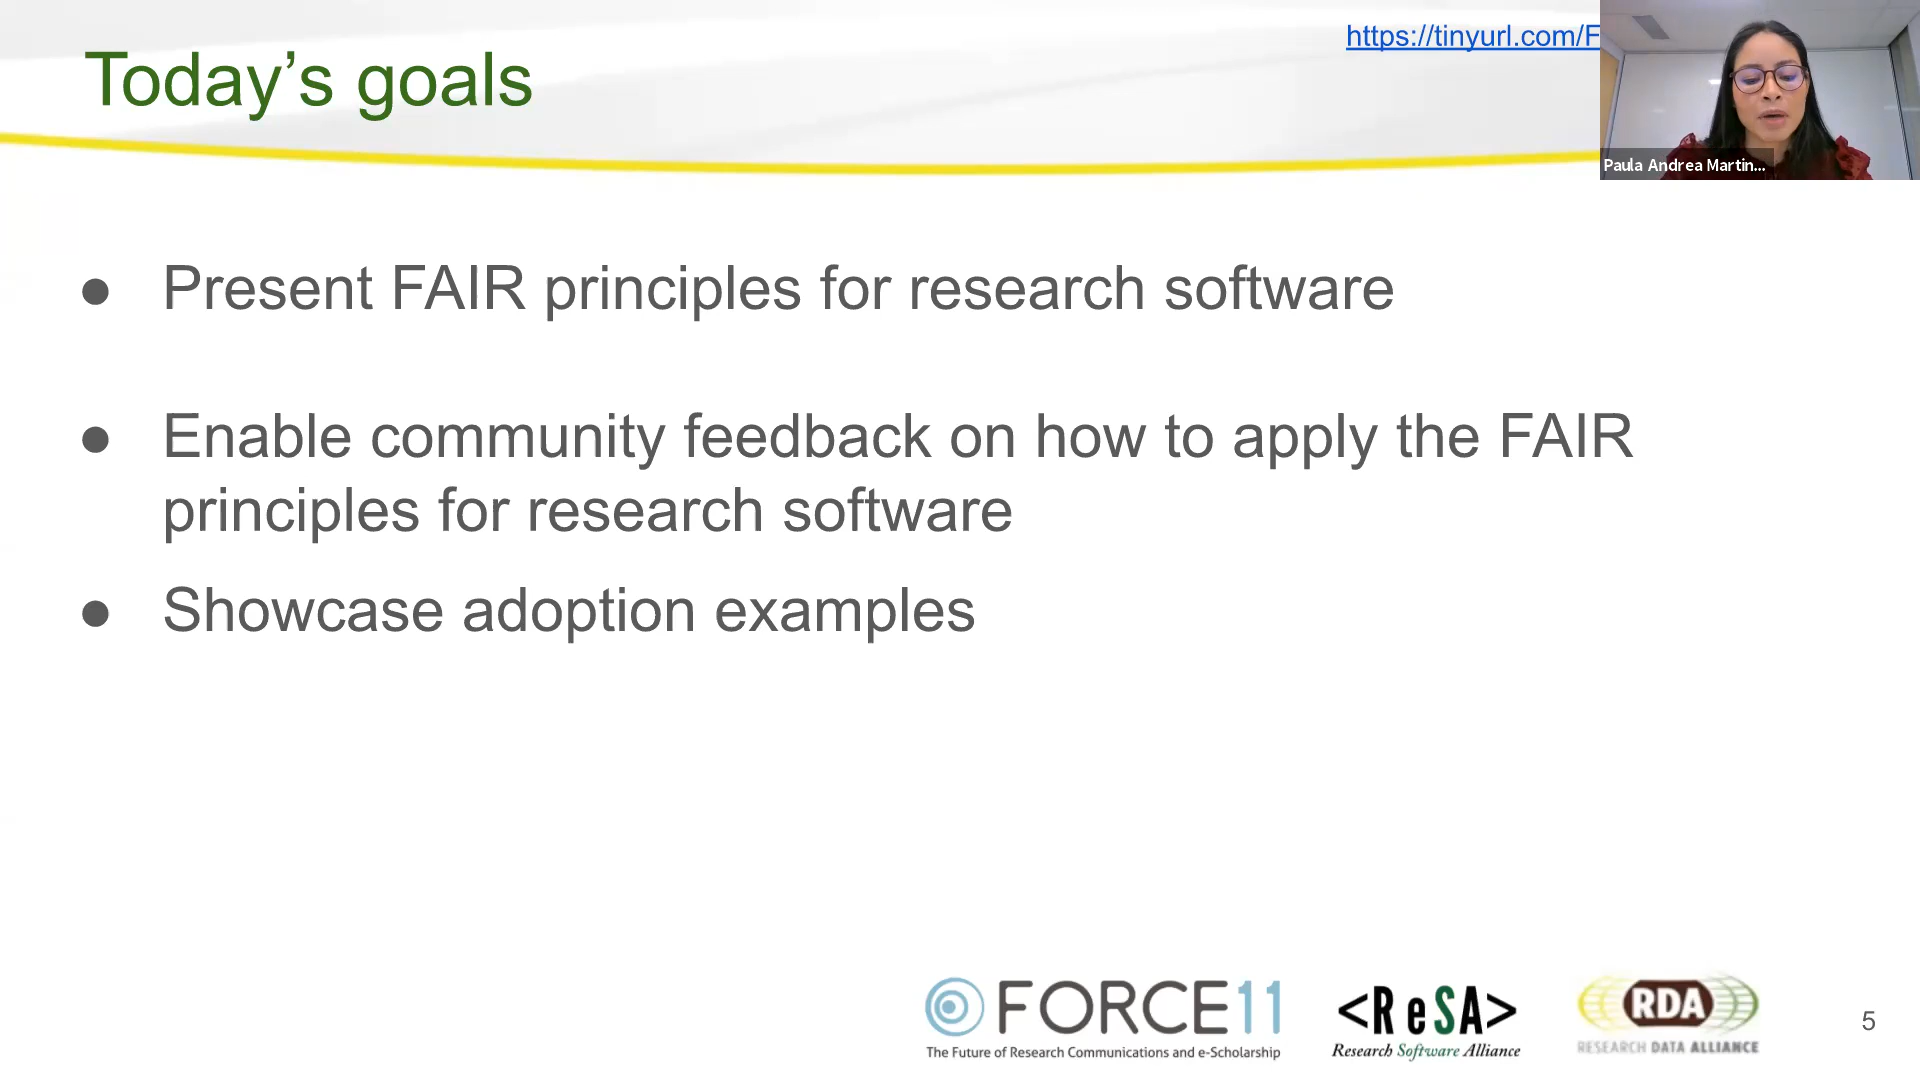 Today’s goals
https://tinyurl.com/F
Paula Andrea Martin...
● Present FAIR principles for research software
● Enable community feedback on how to apply the FAIR
principles for research software
● Showcase adoption examples
FORCE11
The Future of Research Communications and e-Scholarship
<ReSA>
Research Software Alliance
RDA
RESEARCH DATA ALLIANCE
5